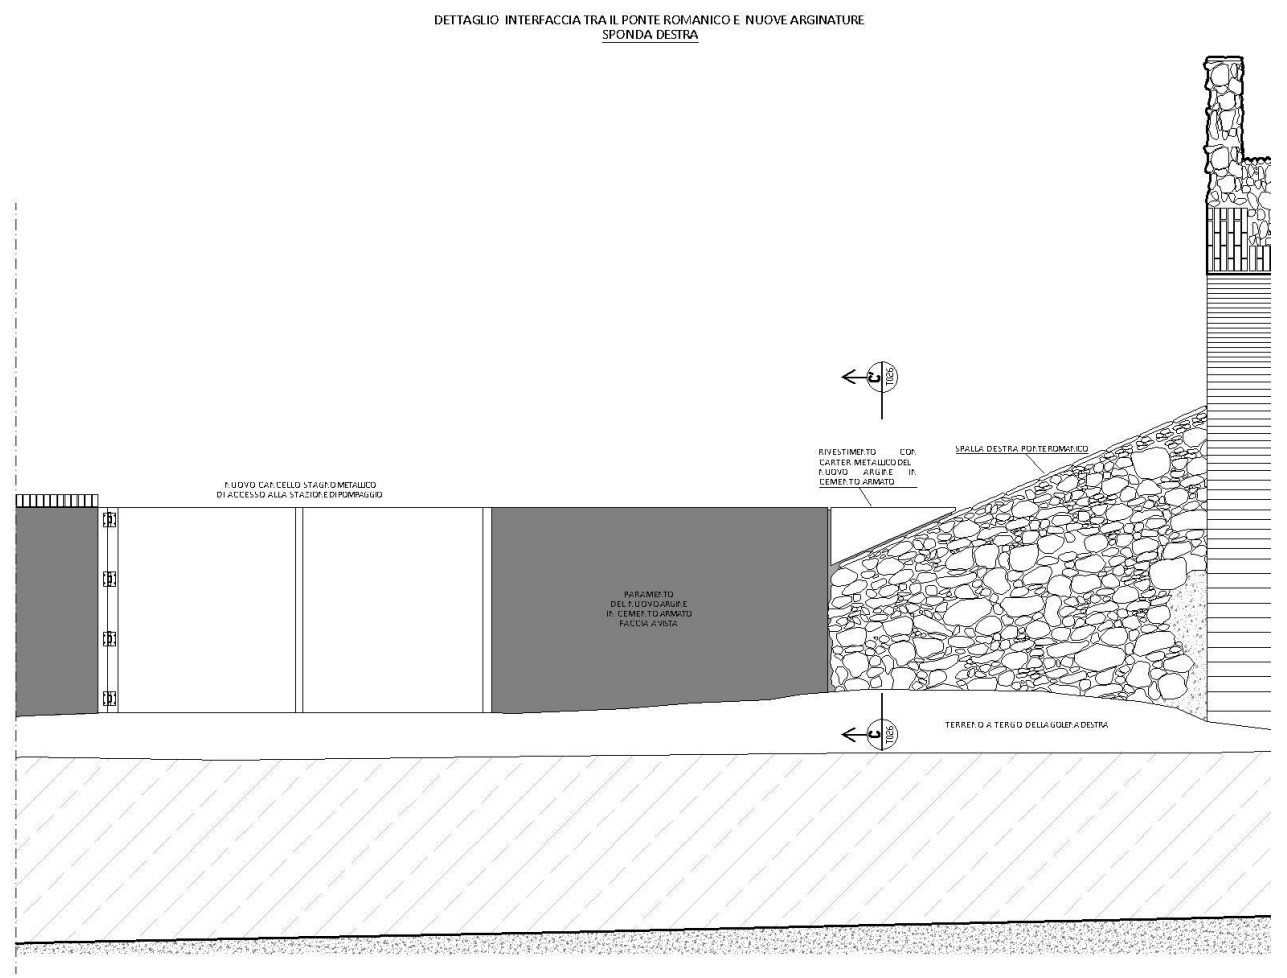 DETTAGLIO INTERFACCIA TRA IL PONTE ROMANICO E NUOVE ARGINATURE
SPONDA DESTRA
C'
T026
RIVESTIMENTO CON
CARTER METALLICO DEL
NUOVO ARGINE IN
CEMENTO ARMATO
SPALLA DESTRA PONTE ROMANICO
NUOVO CANCELLO STAGNO METALLICO
DI ACCESSO ALLA STAZIONE DI POMPAGGIO
PARAMENTO
DEL NUOVO ARGINE
IN CEMENTO ARMATO
FACCIA A VISTA
TERRENO A TERGO DELLA GOLENA DESTRA
C
T026